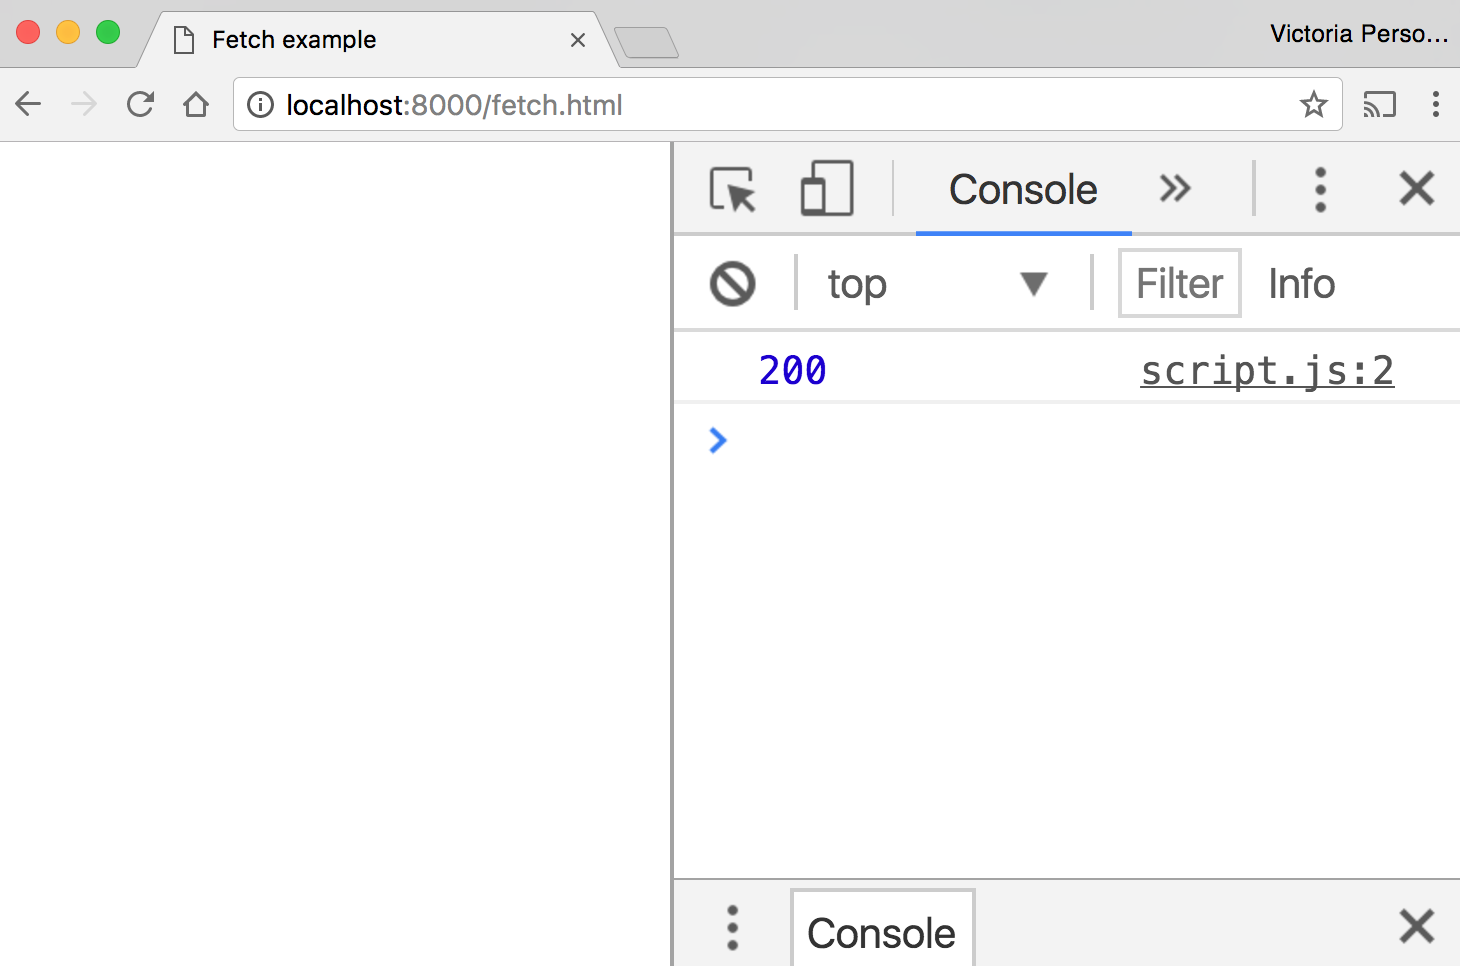 Fetch example
Victoria Perso...
localhost:8000/fetch.html
Console
top Filter Info
200 script.js:2
Console